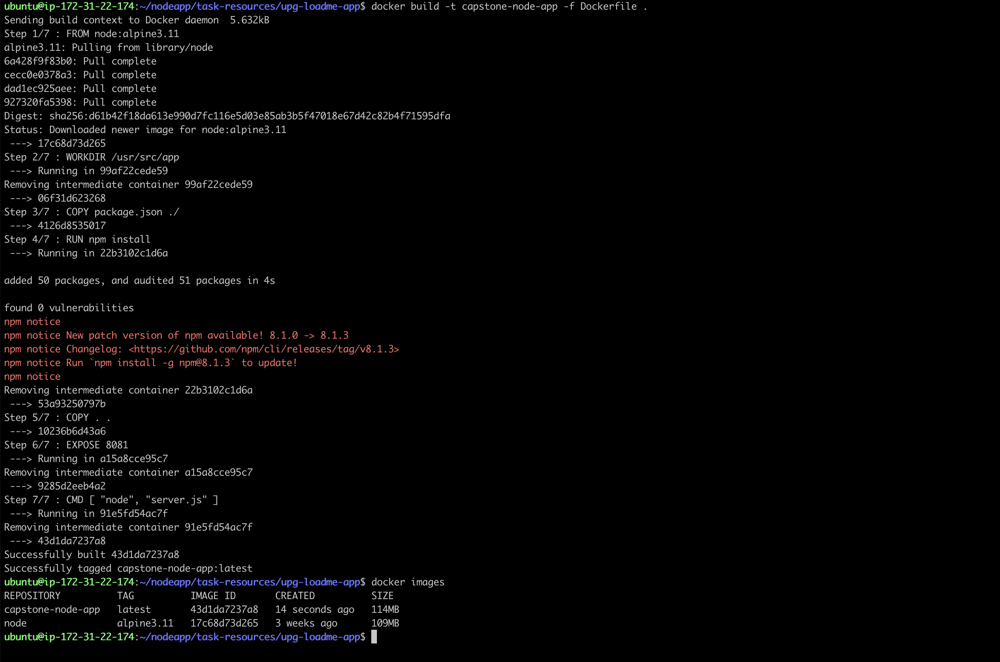 ubuntu@ip-172-31-22-174:~/nodeapp/task-resources/upg-loadme-app$ docker build -t capstone-node-app -f Dockerfile .
Sending build context to Docker daemon  5.632kB
Step 1/7 : FROM node:alpine3.11
alpine3.11: Pulling from library/node
6a428f9f83b0: Pull complete
cecc0e0378a3: Pull complete
dad1ec925aee: Pull complete
927320fa5398: Pull complete
Digest: sha256:d61b42f18da613e990d7fc116e5d03e85ab3b5f47018e67d42c82b4f71595dfa
Status: Downloaded newer image for node:alpine3.11
 ---> 17c68d73d265
Step 2/7 : WORKDIR /usr/src/app
 ---> Running in 99af22cede59
Removing intermediate container 99af22cede59
 ---> 06f31d623268
Step 3/7 : COPY package.json ./
 ---> 4126d8535017
Step 4/7 : RUN npm install
 ---> Running in 22b3102c1d6a
added 50 packages, and audited 51 packages in 4s
found 0 vulnerabilities
npm notice
npm notice New patch version of npm available! 8.1.0 -> 8.1.3
npm notice Changelog: <https://github.com/npm/cli/releases/tag/v8.1.3>
npm notice Run `npm install -g npm@8.1.3` to update!
npm notice
Removing intermediate container 22b3102c1d6a
 ---> 53a93250797b
Step 5/7 : COPY . .
 ---> 10236b6d43a6
Step 6/7 : EXPOSE 8081
 ---> Running in a15a8cce95c7
Removing intermediate container a15a8cce95c7
 ---> 9285d2eeb4a2
Step 7/7 : CMD [ "node", "server.js" ]
 ---> Running in 91e5fd54ac7f
Removing intermediate container 91e5fd54ac7f
 ---> 43d1da7237a8
Successfully built 43d1da7237a8
Successfully tagged capstone-node-app:latest
ubuntu@ip-172-31-22-174:~/nodeapp/task-resources/upg-loadme-app$ docker images
REPOSITORY          TAG          IMAGE ID       CREATED          SIZE
capstone-node-app   latest       43d1da7237a8   14 seconds ago   114MB
node                alpine3.11   17c68d73d265   3 weeks ago      109MB
ubuntu@ip-172-31-22-174:~/nodeapp/task-resources/upg-loadme-app$